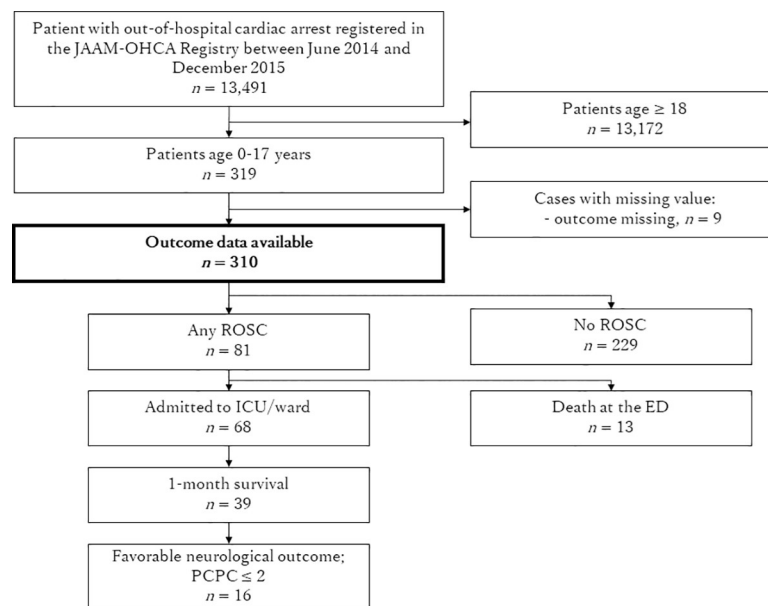 Patient with out-of-hospital cardiac arrest registered in
the JAAM-OHCA Registry between June 2014 and
December 2015
n = 13,491
Patients age ≥ 18
n = 13,172
Patients age 0-17 years
n = 319
Cases with missing value:
- outcome missing, n = 9
Outcome data available
n = 310
Any ROSC
n = 81
No ROSC
n = 229
Admitted to ICU/ward
n = 68
Death at the ED
n = 13
1-month survival
n = 39
Favorable neurological outcome;
PCPC ≤ 2
n = 16